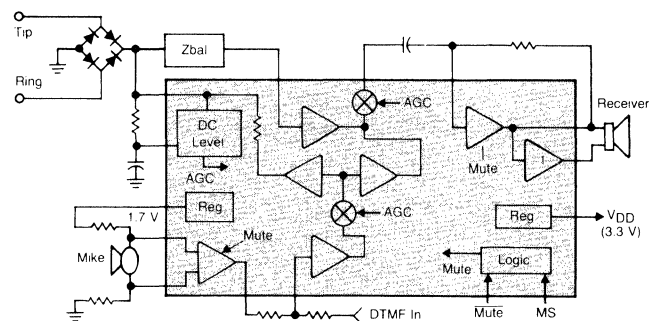 Tip
Zbal
Ring
AGC
Receiver
DC
Level
I
Mute
AGC
AGC
Reg
1.7 V
Reg
VDD
(3.3 V)
Mute
Mike
Mute
Logic
DTMF In
Mute
MS